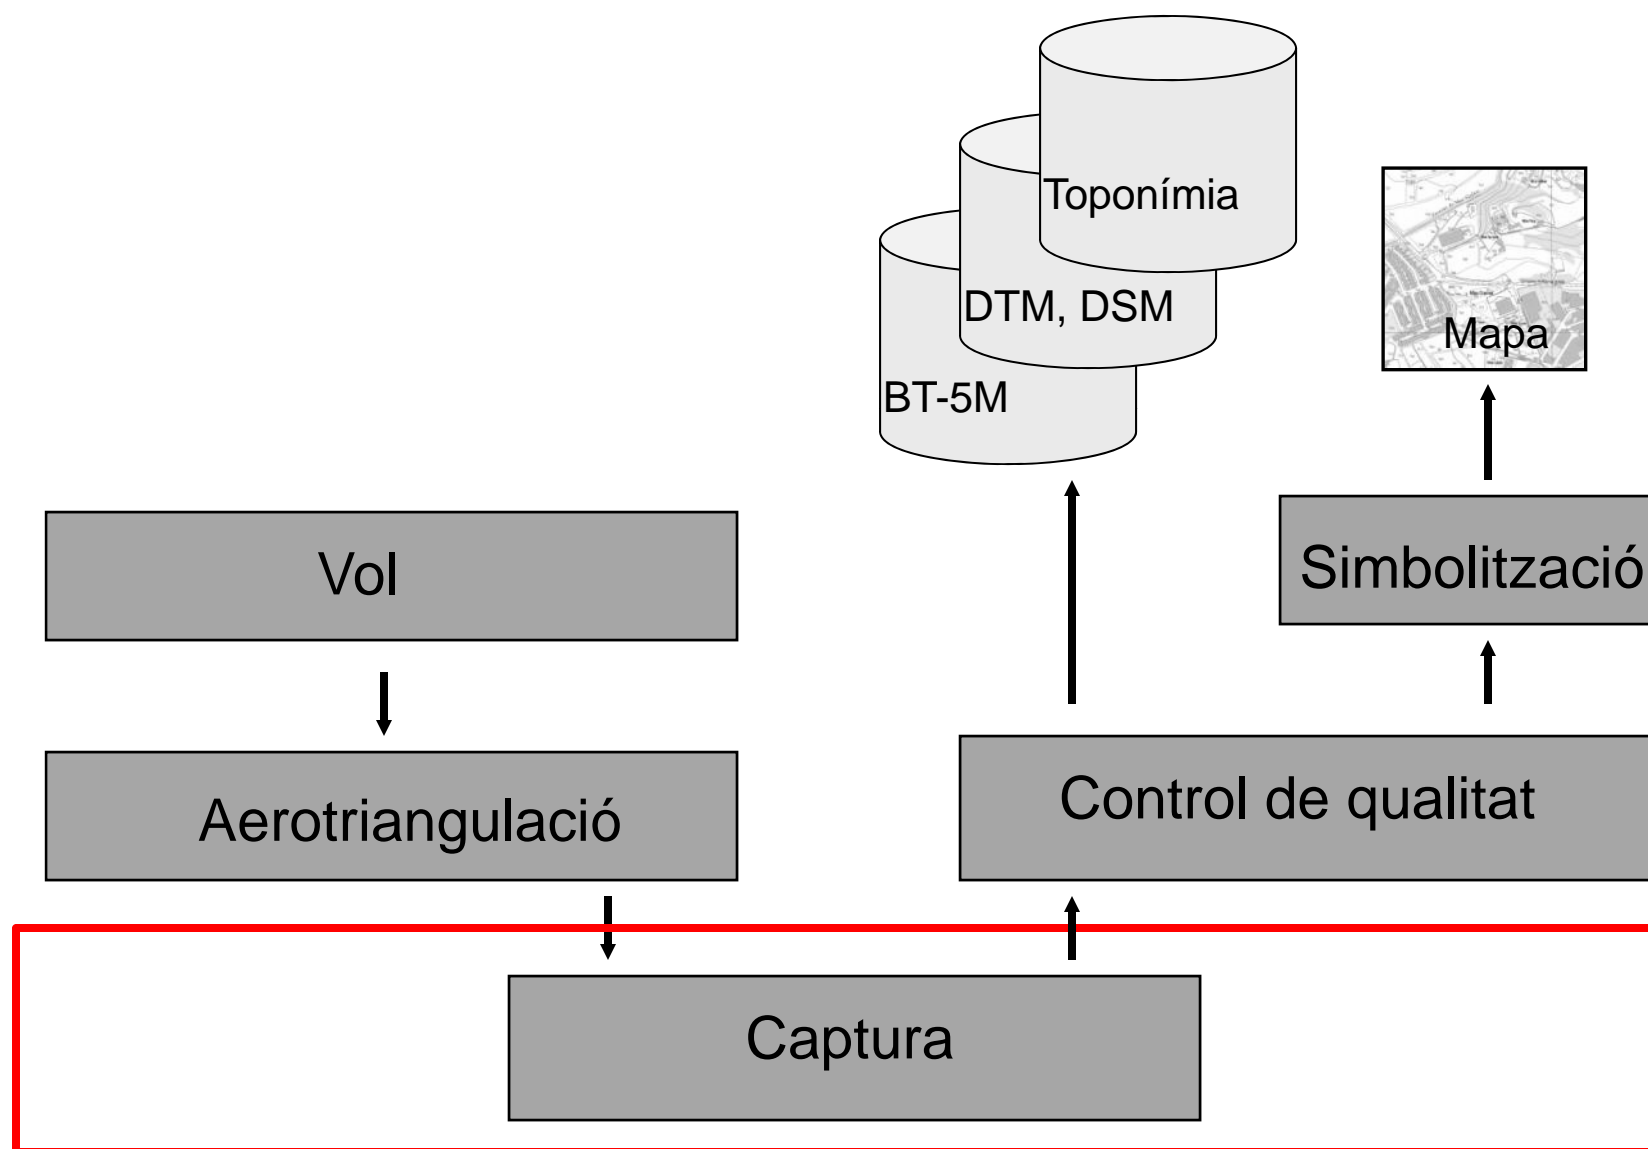 Toponímia
DTM, DSM
BT-5M
Mapa
Vol
Simbolització
Aerotriangulació
Control de qualitat
Captura